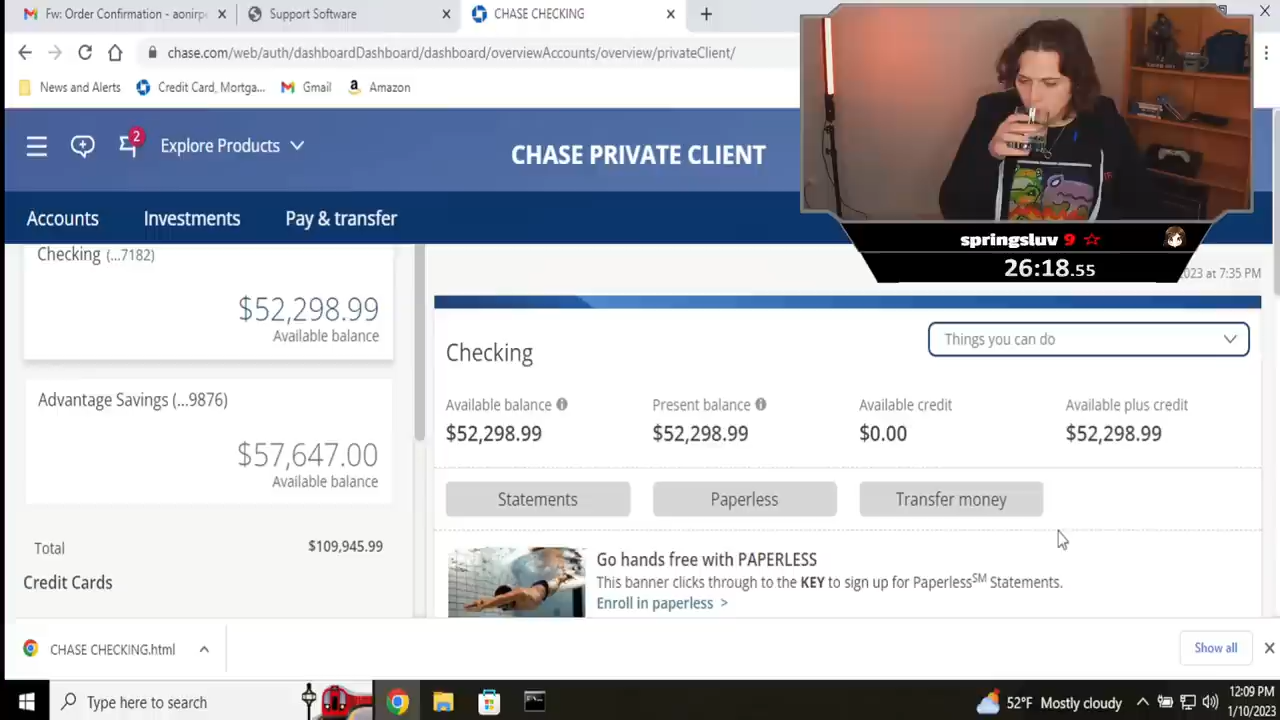 Fw: Order Confirmation - aonirp
Support Software
CHASE CHECKING
chase.com/web/auth/dashboardDashboard/dashboard/overviewAccounts/overview/privateClient/
News and Alerts
Credit Card, Mortga...
Gmail
Amazon
2
Explore Products
CHASE PRIVATE CLIENT
Accounts
Investments
Pay & transfer
springsluv 9
26:18.55
2023 at 7:35 PM
Checking (...7182)
$52,298.99
Available balance
Advantage Savings (...9876)
$57,647.00
Available balance
Total
$109,945.99
Credit Cards
Things you can do
Checking
Available balance
Present balance
Available credit
Available plus credit
$52,298.99
$52,298.99
$0.00
$52,298.99
Statements
Paperless
Transfer money
Go hands free with PAPERLESS
This banner clicks through to the KEY to sign up for PaperlessSM Statements.
Enroll in paperless >
CHASE CHECKING.html
Show all
Type here to search
52°F Mostly cloudy
12:09 PM
1/10/2023